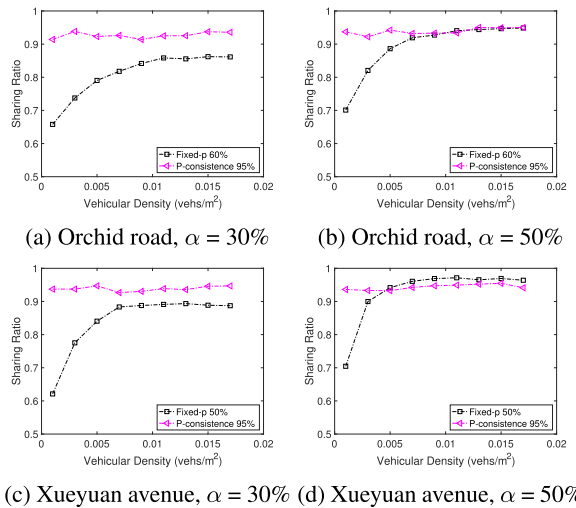 1
0.9
0.8
0.7
0.6
0.5
Sharing Ratio
0 0.005 0.01 0.015 0.02
Vehicular Density (vehs/m²)
Fixed-p 60%
P-consistence 95%
(a) Orchid road, α = 30%
1
0.9
0.8
0.7
0.6
0.5
Sharing Ratio
0 0.005 0.01 0.015 0.02
Vehicular Density (vehs/m²)
Fixed-p 60%
P-consistence 95%
(b) Orchid road, α = 50%
1
0.9
0.8
0.7
0.6
0.5
Sharing Ratio
0 0.005 0.01 0.015 0.02
Vehicular Density (vehs/m²)
Fixed-p 50%
P-consistence 95%
(c) Xueyuan avenue, α = 30%
1
0.9
0.8
0.7
0.6
0.5
Sharing Ratio
0 0.005 0.01 0.015 0.02
Vehicular Density (vehs/m²)
Fixed-p 50%
P-consistence 95%
(d) Xueyuan avenue, α = 50%